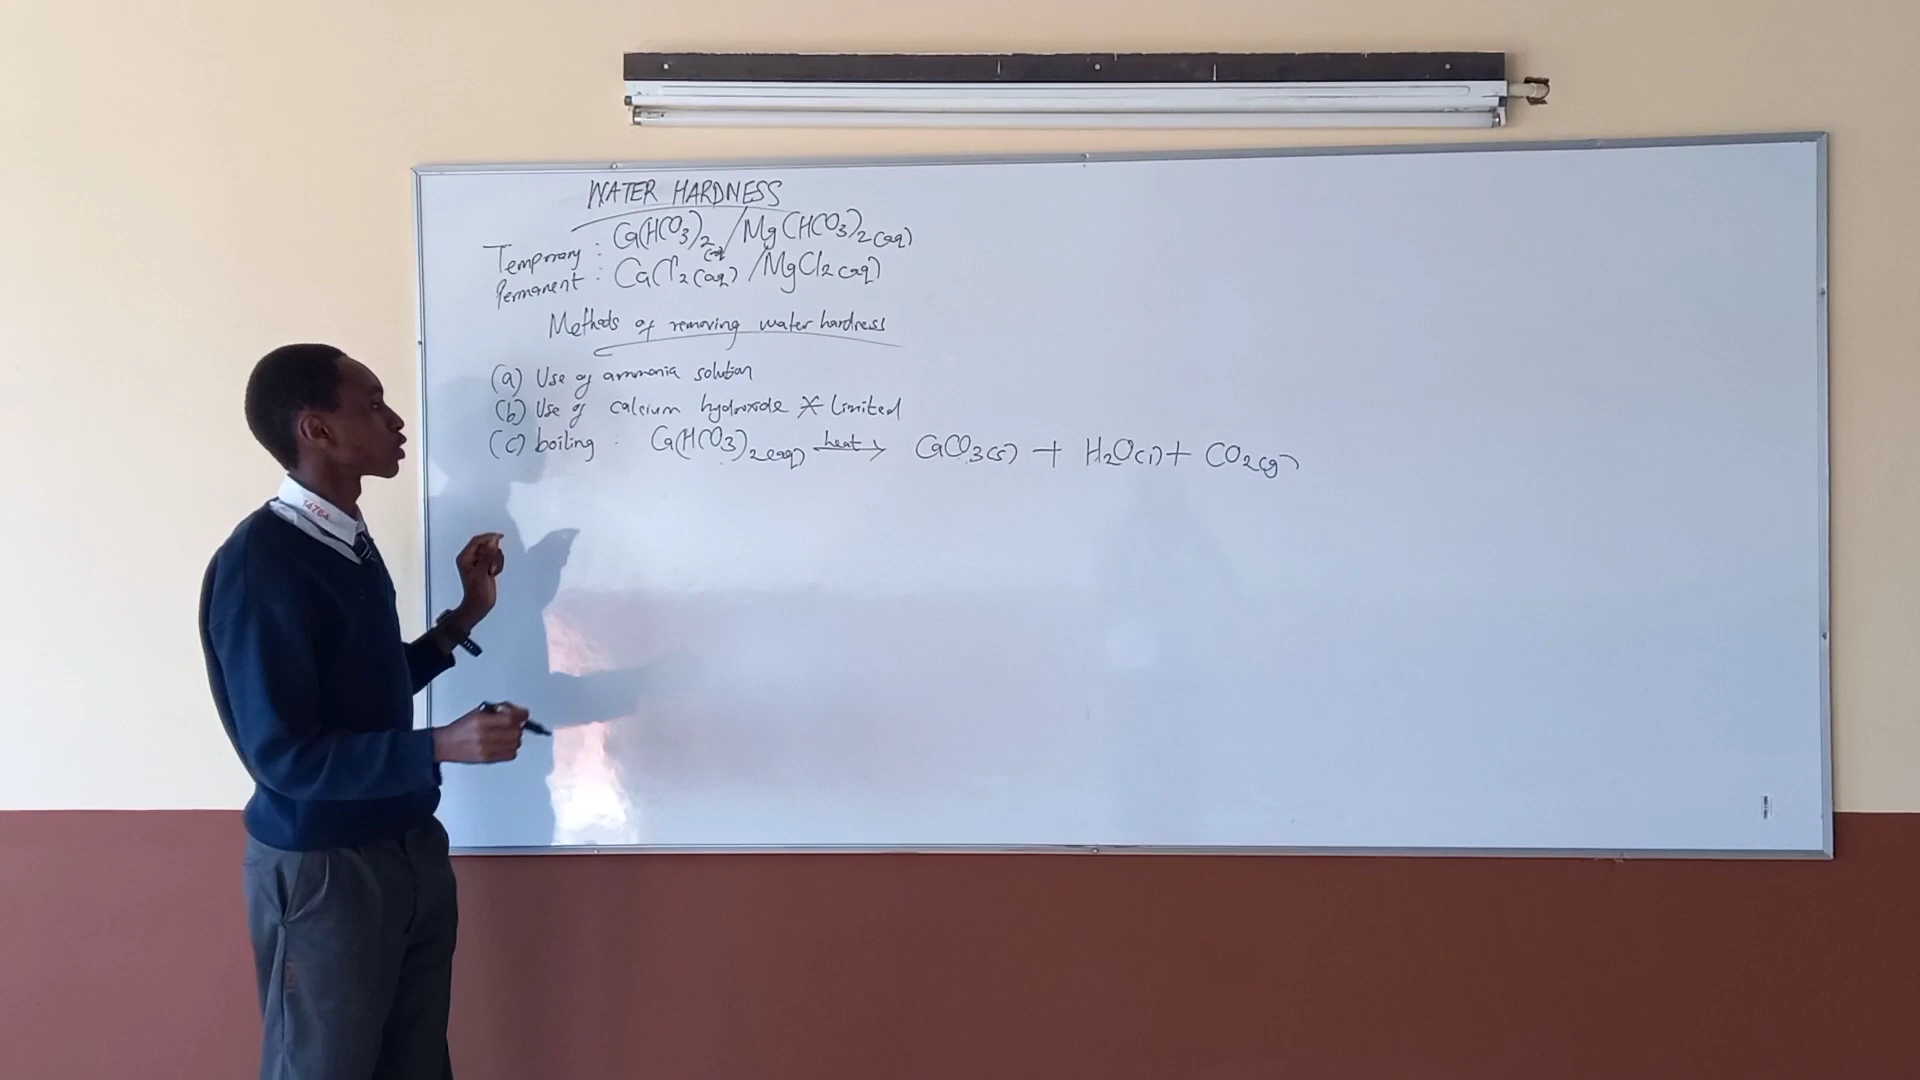 WATER HARDNESS
Temporary : Ca(HCO3)2(aq) / Mg(HCO3)2(aq)
Permanent : CaCl2(aq) / MgCl2(aq)
Methods of removing water hardness
(a) Use of ammonia solution
(b) Use of calcium hydroxide * limited
(c) boiling. Ca(HCO3)2(aq) heat→ CaCO3(s) + H2O(l) + CO2(g)
14764